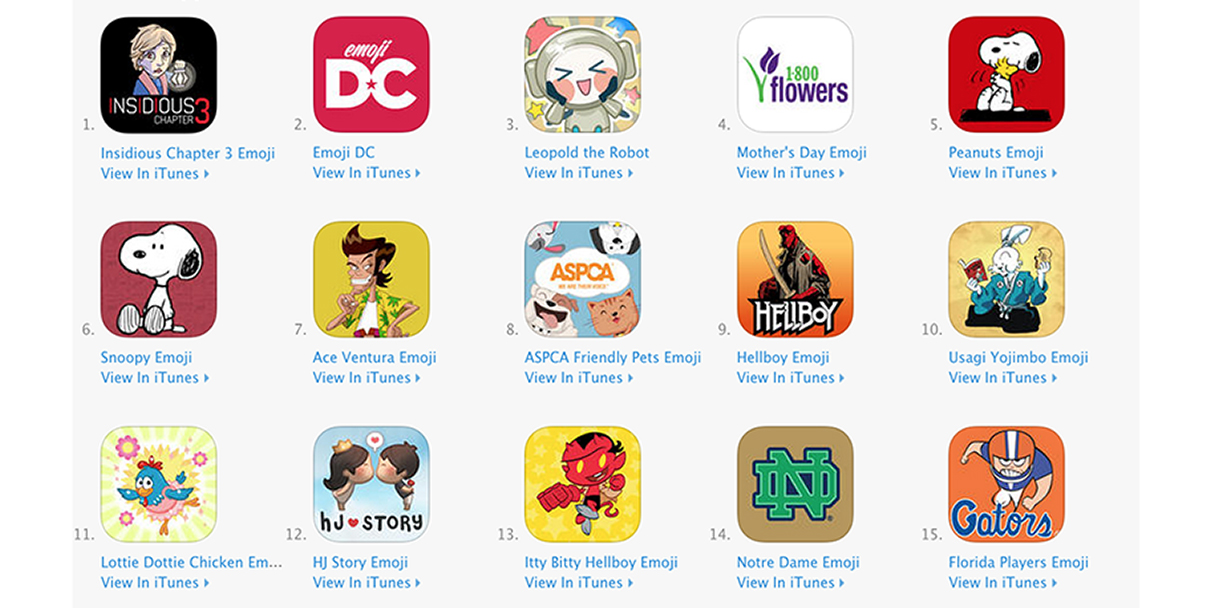 INSIDIOUS 3
CHAPTER
1.
Insidious Chapter 3 Emoji
View In iTunes
emoji
DC
2.
Emoji DC
View In iTunes
3.
Leopold the Robot
View In iTunes
1·800
flowers
4.
Mother's Day Emoji
View In iTunes
5.
Peanuts Emoji
View In iTunes
6.
Snoopy Emoji
View In iTunes
7.
Ace Ventura Emoji
View In iTunes
ASPCA
WE ARE THEIR VOICE
8.
ASPCA Friendly Pets Emoji
View In iTunes
HELLBOY
9.
Hellboy Emoji
View In iTunes
10.
Usagi Yojimbo Emoji
View In iTunes
11.
Lottie Dottie Chicken Em...
View In iTunes
hJ STORY
12.
HJ Story Emoji
View In iTunes
13.
Itty Bitty Hellboy Emoji
View In iTunes
ND
14.
Notre Dame Emoji
View In iTunes
Gators
15.
Florida Players Emoji
View In iTunes